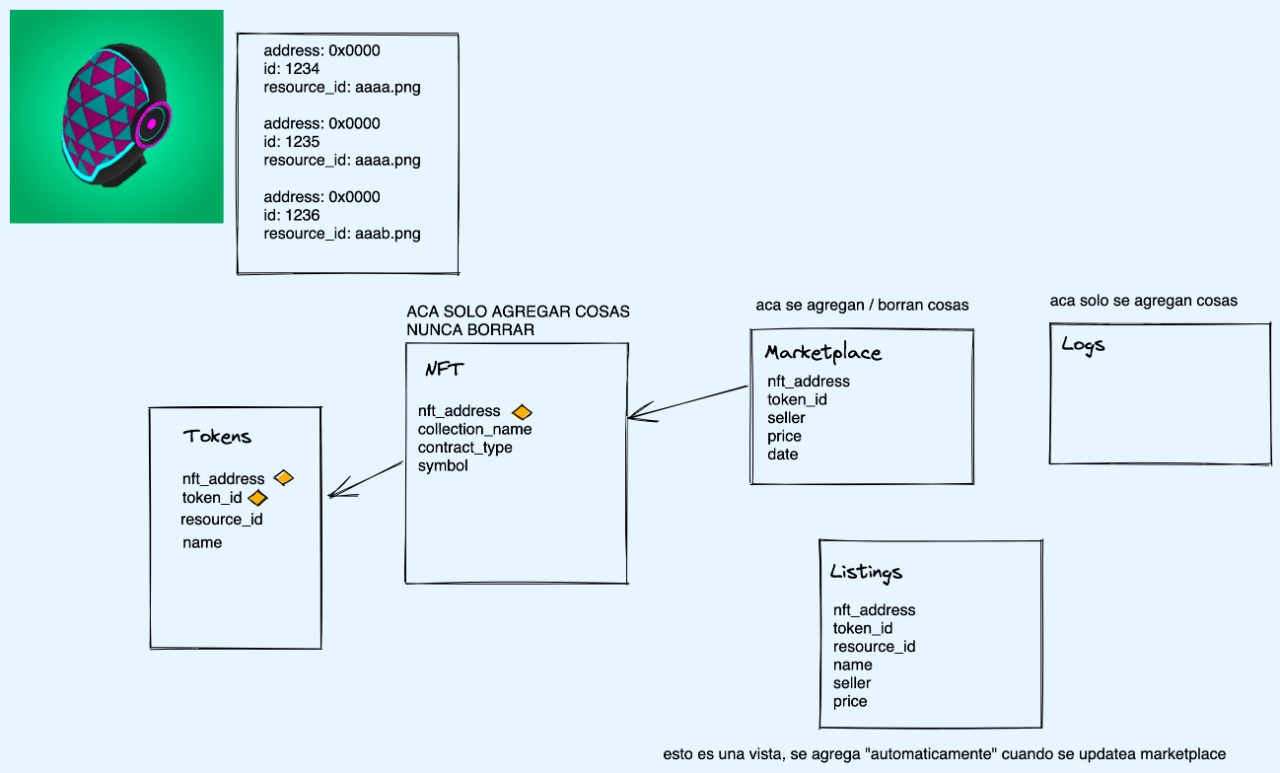 address: 0x0000
id: 1234
resource_id: aaaa.png
address: 0x0000
id: 1235
resource_id: aaaa.png
address: 0x0000
id: 1236
resource_id: aaab.png
ACA SOLO AGREGAR COSAS
NUNCA BORRAR
NFT
nft_address
collection_name
contract_type
symbol
Tokens
nft_address
token_id
resource_id
name
aca se agregan / borran cosas
Marketplace
nft_address
token_id
seller
price
date
aca solo se agregan cosas
Logs
Listings
nft_address
token_id
resource_id
name
seller
price
esto es una vista, se agrega "automaticamente" cuando se updatea marketplace